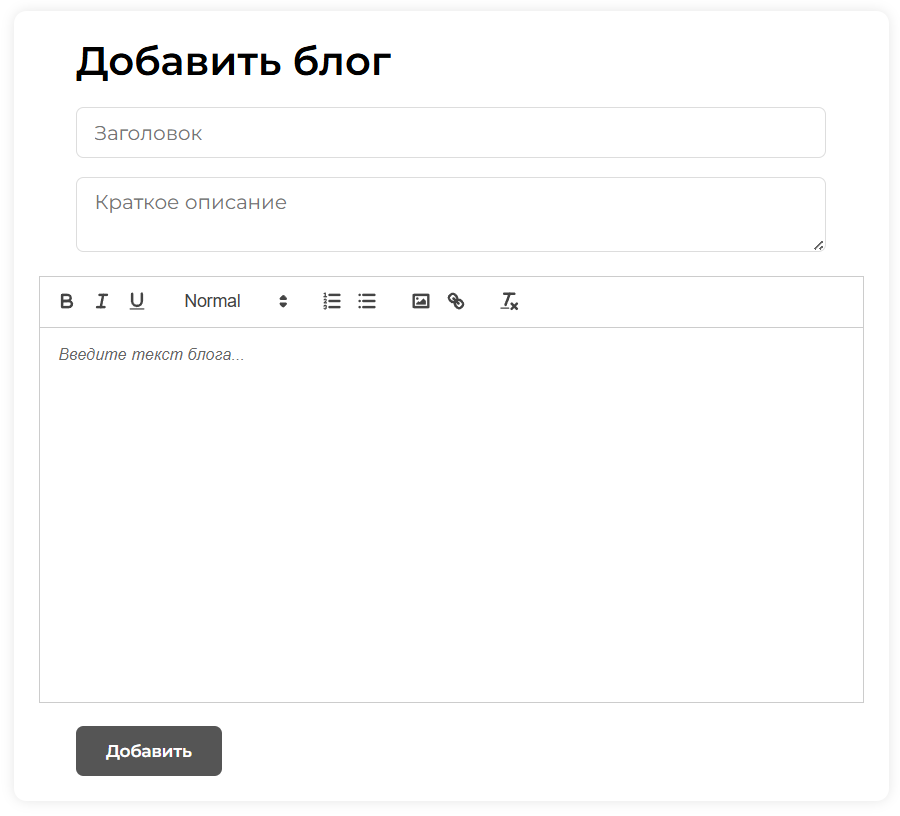 Добавить блог
Заголовок
Краткое описание
B I U Normal
Введите текст блога...
Добавить